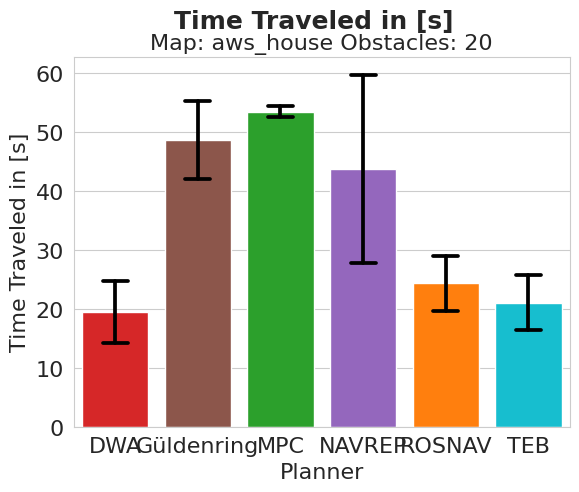 Time Traveled in [s]
Map: aws_house Obstacles: 20
Time Traveled in [s]
60
50
40
30
20
10
0
DWA Güldenring MPC NAVREP ROSNAV TEB
Planner